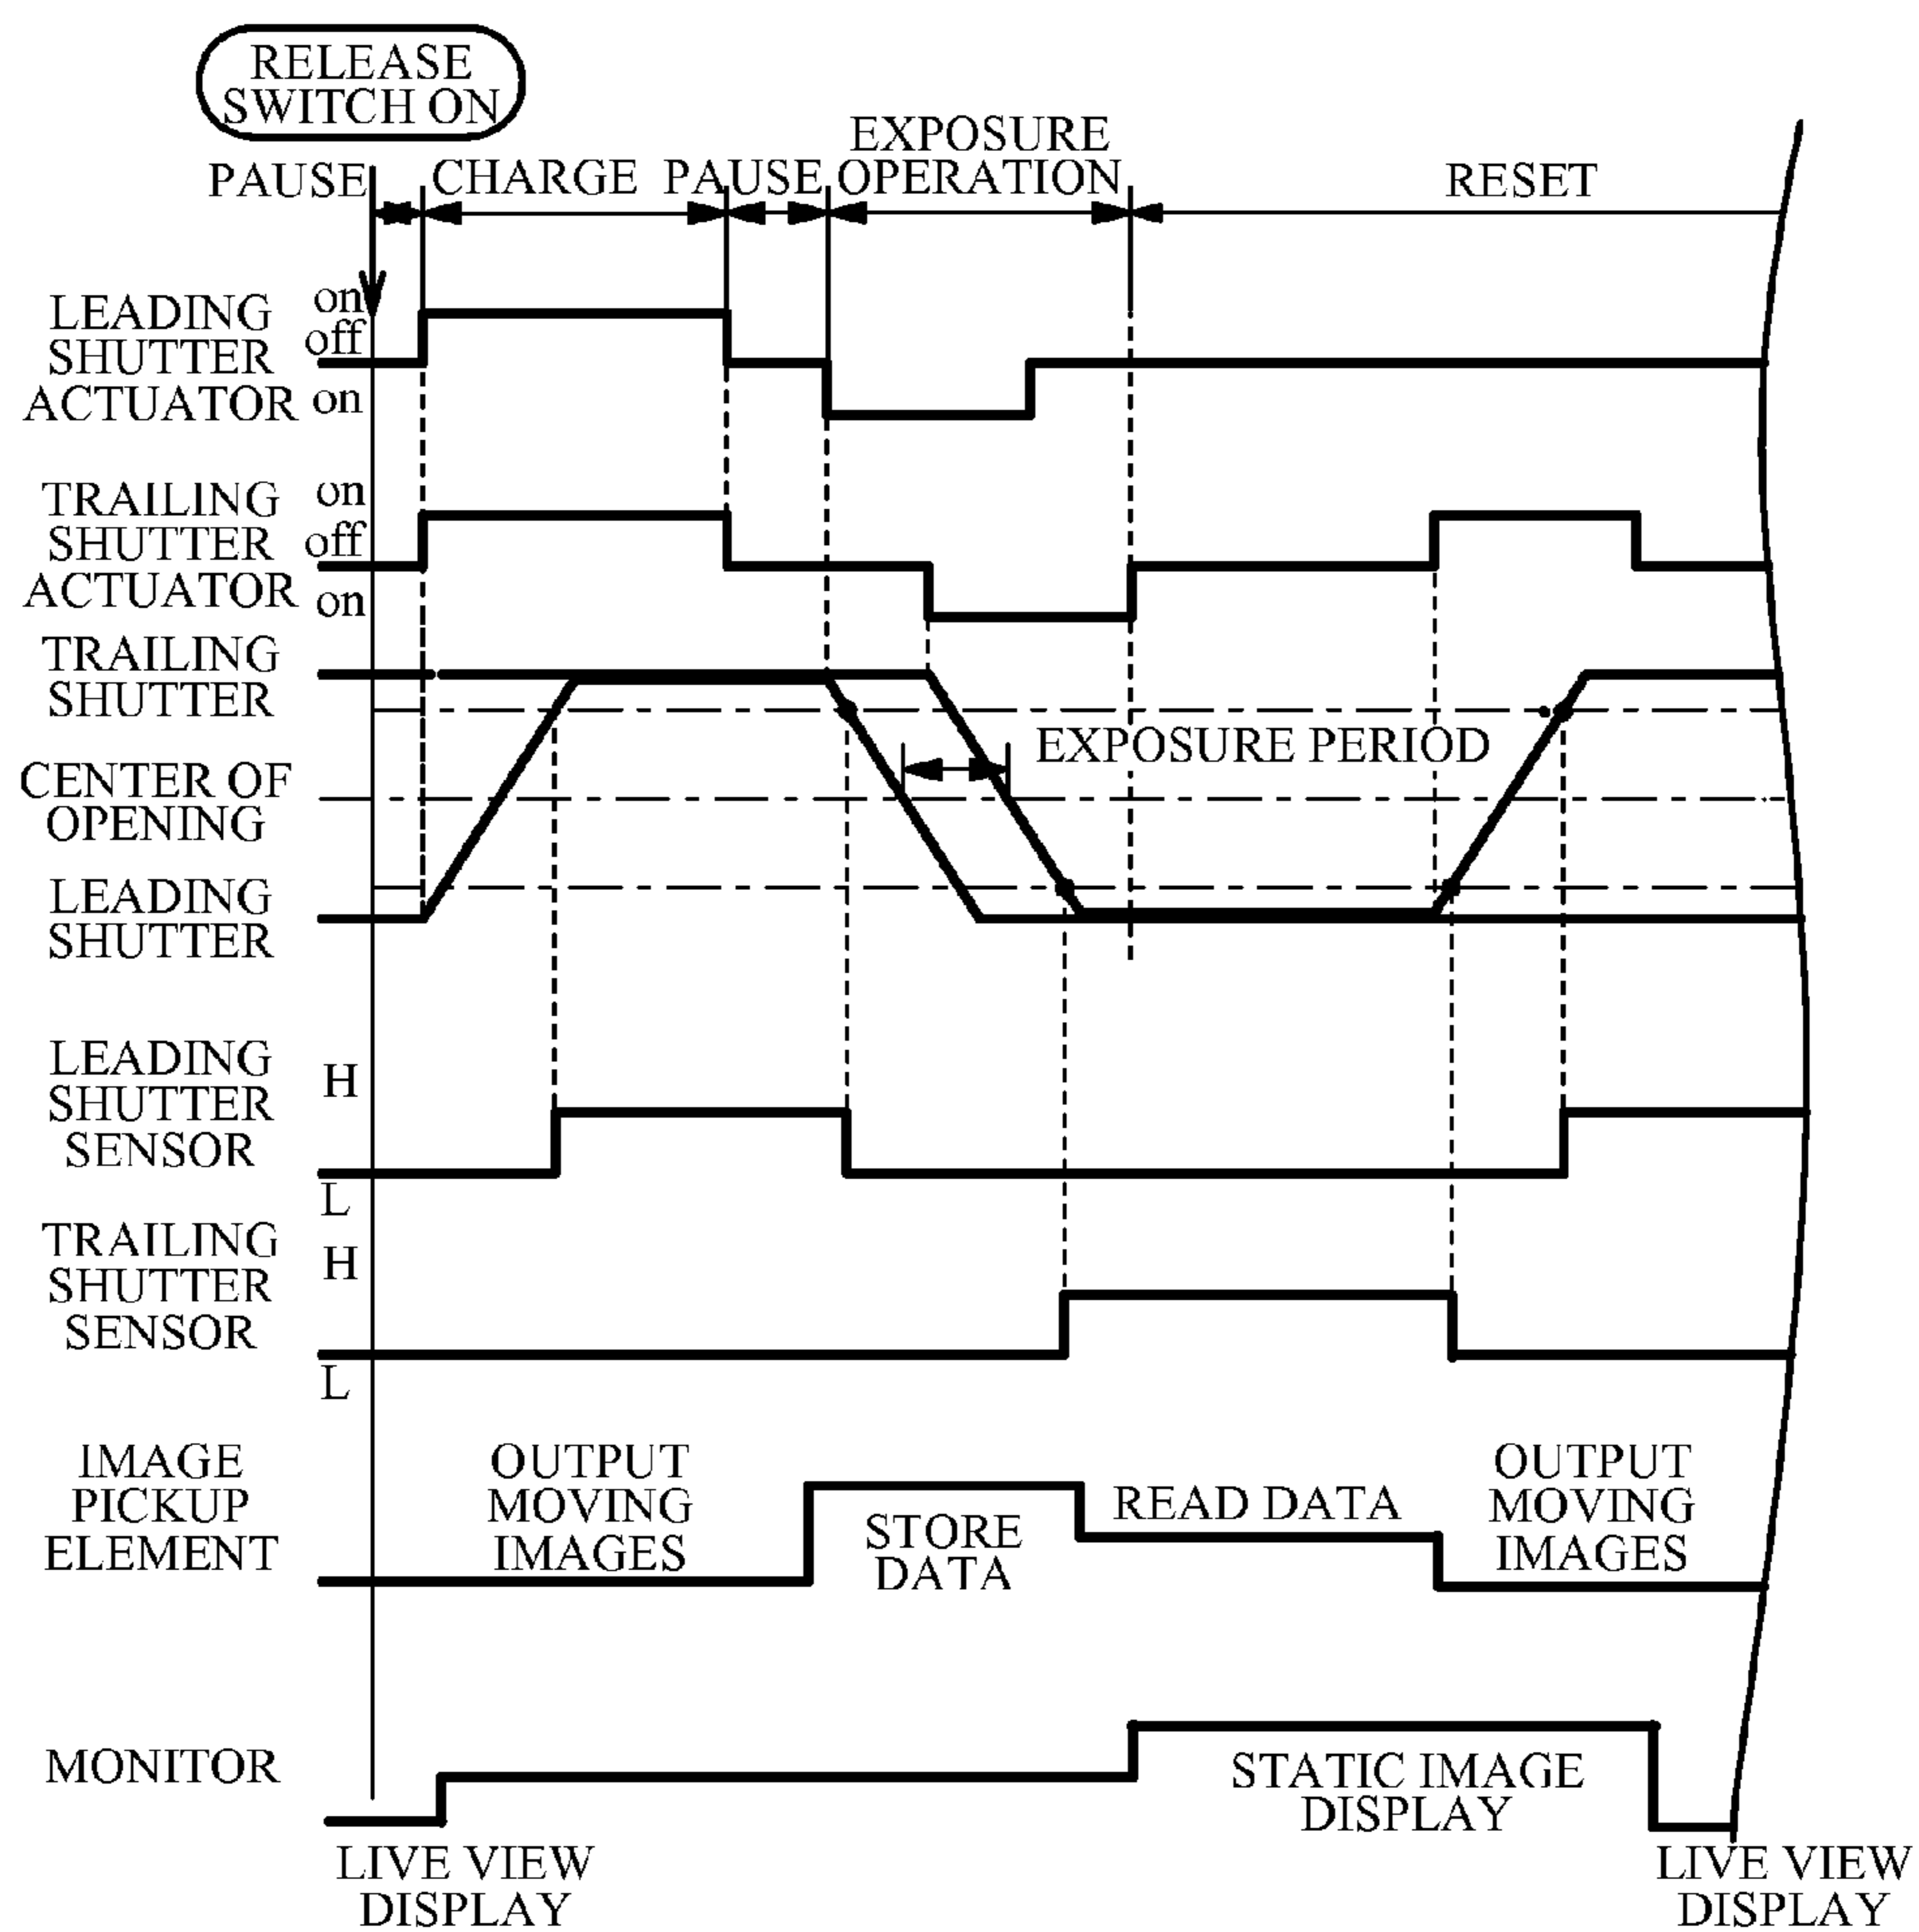 RELEASE
SWITCH ON
PAUSE
CHARGE
PAUSE
EXPOSURE
OPERATION
RESET
LEADING
SHUTTER
ACTUATOR
on
off
on
TRAILING
SHUTTER
ACTUATOR
on
off
on
TRAILING
SHUTTER
EXPOSURE PERIOD
CENTER OF
OPENING
LEADING
SHUTTER
LEADING
SHUTTER
SENSOR
H
L
TRAILING
SHUTTER
SENSOR
H
L
IMAGE
PICKUP
ELEMENT
OUTPUT
MOVING
IMAGES
STORE
DATA
READ DATA
OUTPUT
MOVING
IMAGES
MONITOR
STATIC IMAGE
DISPLAY
LIVE VIEW
DISPLAY
LIVE VIEW
DISPLAY